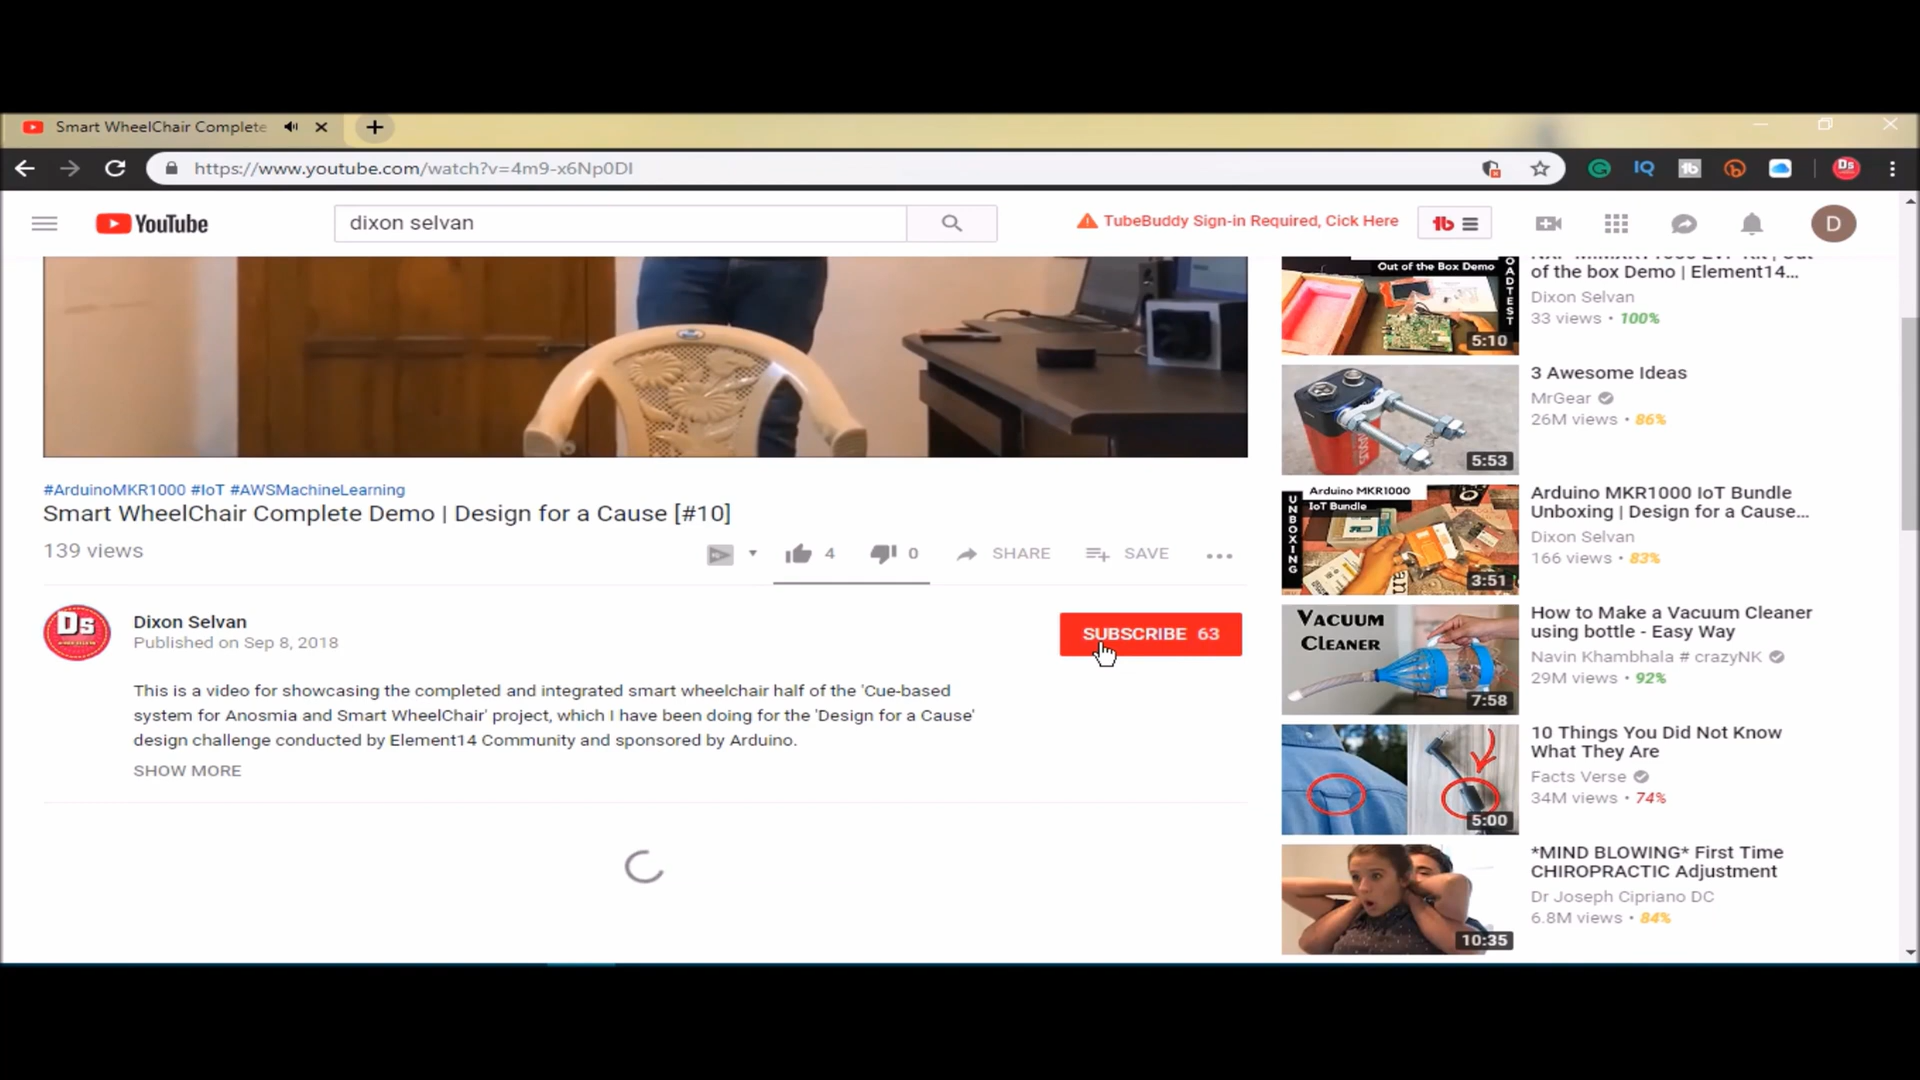 Smart WheelChair Complete
https://www.youtube.com/watch?v=4m9-x6Np0DI
IQ
tb
Ds
YouTube
dixon selvan
TubeBuddy Sign-in Required, Cick Here
tb
D
#ArduinoMKR1000 #IoT #AWSMachineLearning
Smart WheelChair Complete Demo | Design for a Cause [#10]
139 views
4
0
SHARE
SAVE
Ds
Dixon Selvan
Published on Sep 8, 2018
SUBSCRIBE 63
This is a video for showcasing the completed and integrated smart wheelchair half of the 'Cue-based
system for Anosmia and Smart WheelChair' project, which I have been doing for the 'Design for a Cause'
design challenge conducted by Element14 Community and sponsored by Arduino.
SHOW MORE
Out of the Box Demo
OADTEST
5:10
of the box Demo | Element14...
Dixon Selvan
33 views • 100%
5:53
3 Awesome Ideas
MrGear
26M views • 86%
Arduino MKR1000
IoT Bundle
UNBOXING
3:51
Arduino MKR1000 IoT Bundle
Unboxing | Design for a Cause...
Dixon Selvan
166 views • 83%
VACUUM
CLEANER
7:58
How to Make a Vacuum Cleaner
using bottle - Easy Way
Navin Khambhala # crazyNK
29M views • 92%
5:00
10 Things You Did Not Know
What They Are
Facts Verse
34M views • 74%
10:35
*MIND BLOWING* First Time
CHIROPRACTIC Adjustment
Dr Joseph Cipriano DC
6.8M views • 84%